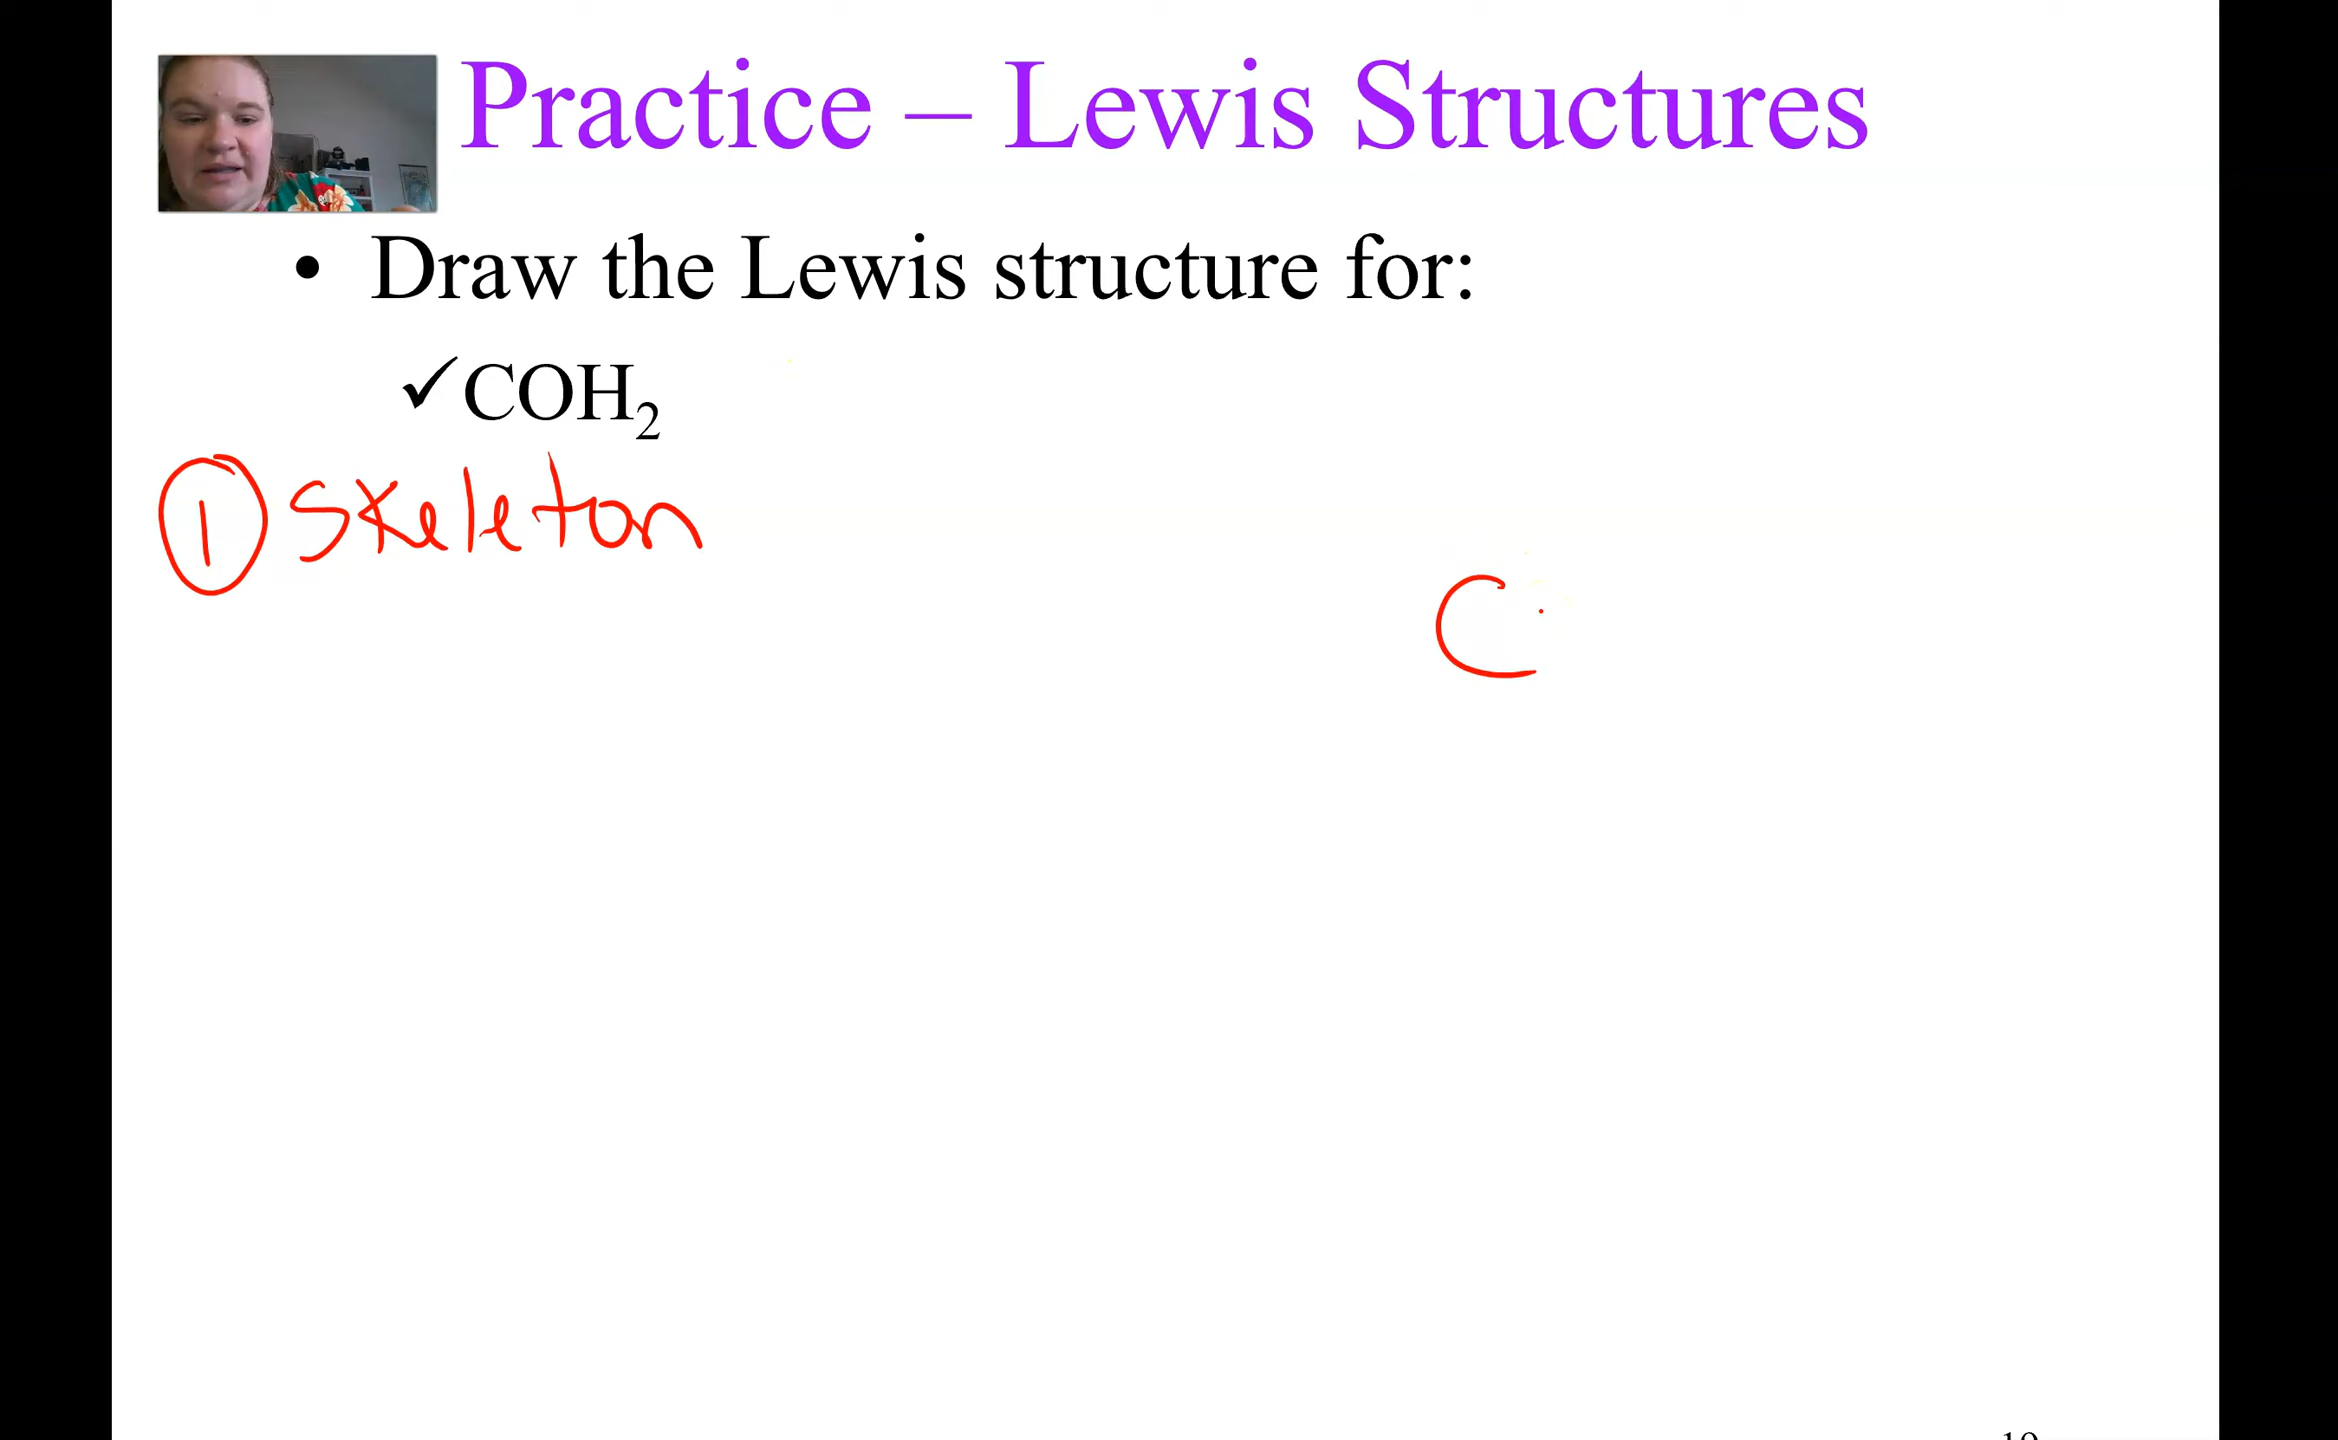 Practice – Lewis Structures
• Draw the Lewis structure for:
✓COH₂
① Skeleton
C